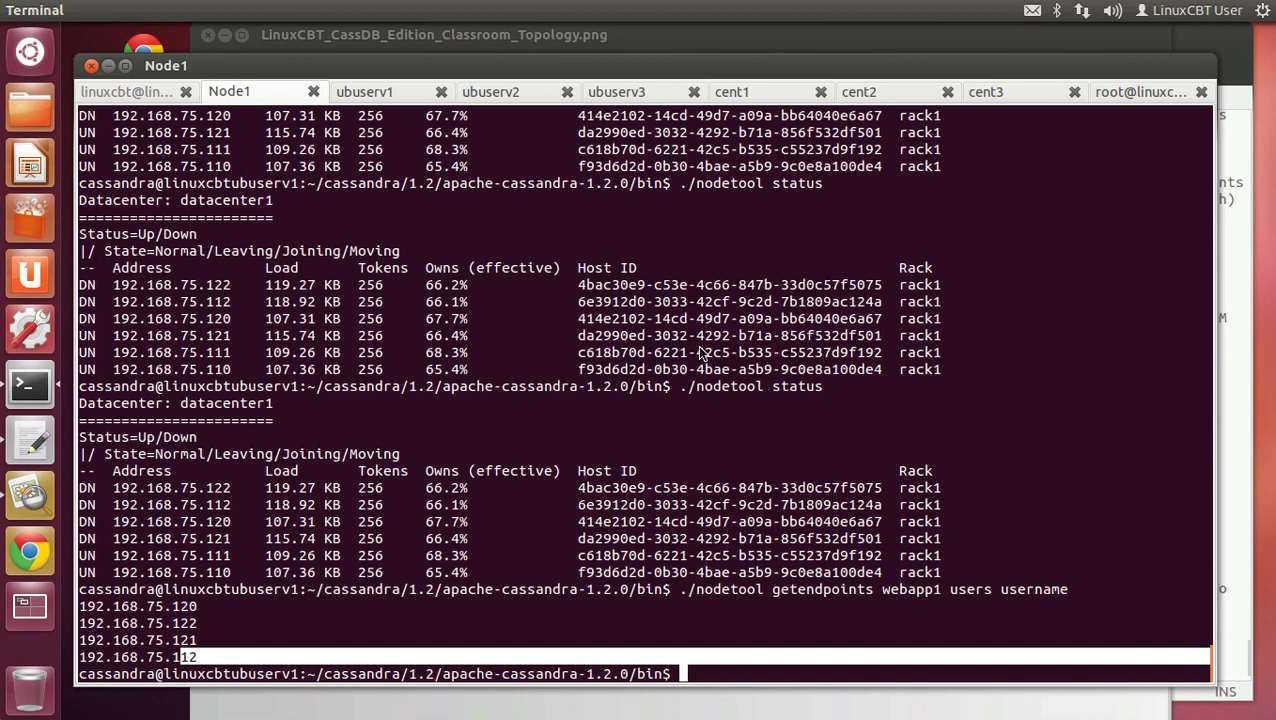 Terminal
LinuxCBT User
LinuxCBT_CassDB_Edition_Classroom_Topology.png
Node1
linuxcbt@lin... Node1 ubuserv1 ubuserv2 ubuserv3 cent1 cent2 cent3 root@linuxc...
DN 192.168.75.120 107.31 KB 256 67.7% 414e2102-14cd-49d7-a09a-bb64040e6a67 rack1
UN 192.168.75.121 115.74 KB 256 66.4% da2990ed-3032-4292-b71a-856f532df501 rack1
UN 192.168.75.111 109.26 KB 256 68.3% c618b70d-6221-42c5-b535-c55237d9f192 rack1
UN 192.168.75.110 107.36 KB 256 65.4% f93d6d2d-0b30-4bae-a5b9-9c0e8a100de4 rack1
cassandra@linuxcbtubuserv1:~/cassandra/1.2/apache-cassandra-1.2.0/bin$ ./nodetool status
Datacenter: datacenter1
=======================
Status=Up/Down
|/ State=Normal/Leaving/Joining/Moving
-- Address Load Tokens Owns (effective) Host ID Rack
DN 192.168.75.122 119.27 KB 256 66.2% 4bac30e9-c53e-4c66-847b-33d0c57f5075 rack1
DN 192.168.75.112 118.92 KB 256 66.1% 6e3912d0-3033-42cf-9c2d-7b1809ac124a rack1
DN 192.168.75.120 107.31 KB 256 67.7% 414e2102-14cd-49d7-a09a-bb64040e6a67 rack1
UN 192.168.75.121 115.74 KB 256 66.4% da2990ed-3032-4292-b71a-856f532df501 rack1
UN 192.168.75.111 109.26 KB 256 68.3% c618b70d-6221-42c5-b535-c55237d9f192 rack1
UN 192.168.75.110 107.36 KB 256 65.4% f93d6d2d-0b30-4bae-a5b9-9c0e8a100de4 rack1
cassandra@linuxcbtubuserv1:~/cassandra/1.2/apache-cassandra-1.2.0/bin$ ./nodetool status
Datacenter: datacenter1
=======================
Status=Up/Down
|/ State=Normal/Leaving/Joining/Moving
-- Address Load Tokens Owns (effective) Host ID Rack
DN 192.168.75.122 119.27 KB 256 66.2% 4bac30e9-c53e-4c66-847b-33d0c57f5075 rack1
DN 192.168.75.112 118.92 KB 256 66.1% 6e3912d0-3033-42cf-9c2d-7b1809ac124a rack1
DN 192.168.75.120 107.31 KB 256 67.7% 414e2102-14cd-49d7-a09a-bb64040e6a67 rack1
UN 192.168.75.121 115.74 KB 256 66.4% da2990ed-3032-4292-b71a-856f532df501 rack1
UN 192.168.75.111 109.26 KB 256 68.3% c618b70d-6221-42c5-b535-c55237d9f192 rack1
UN 192.168.75.110 107.36 KB 256 65.4% f93d6d2d-0b30-4bae-a5b9-9c0e8a100de4 rack1
cassandra@linuxcbtubuserv1:~/cassandra/1.2/apache-cassandra-1.2.0/bin$ ./nodetool getendpoints webapp1 users username
192.168.75.120
192.168.75.122
192.168.75.121
192.168.75.112
cassandra@linuxcbtubuserv1:~/cassandra/1.2/apache-cassandra-1.2.0/bin$
INS